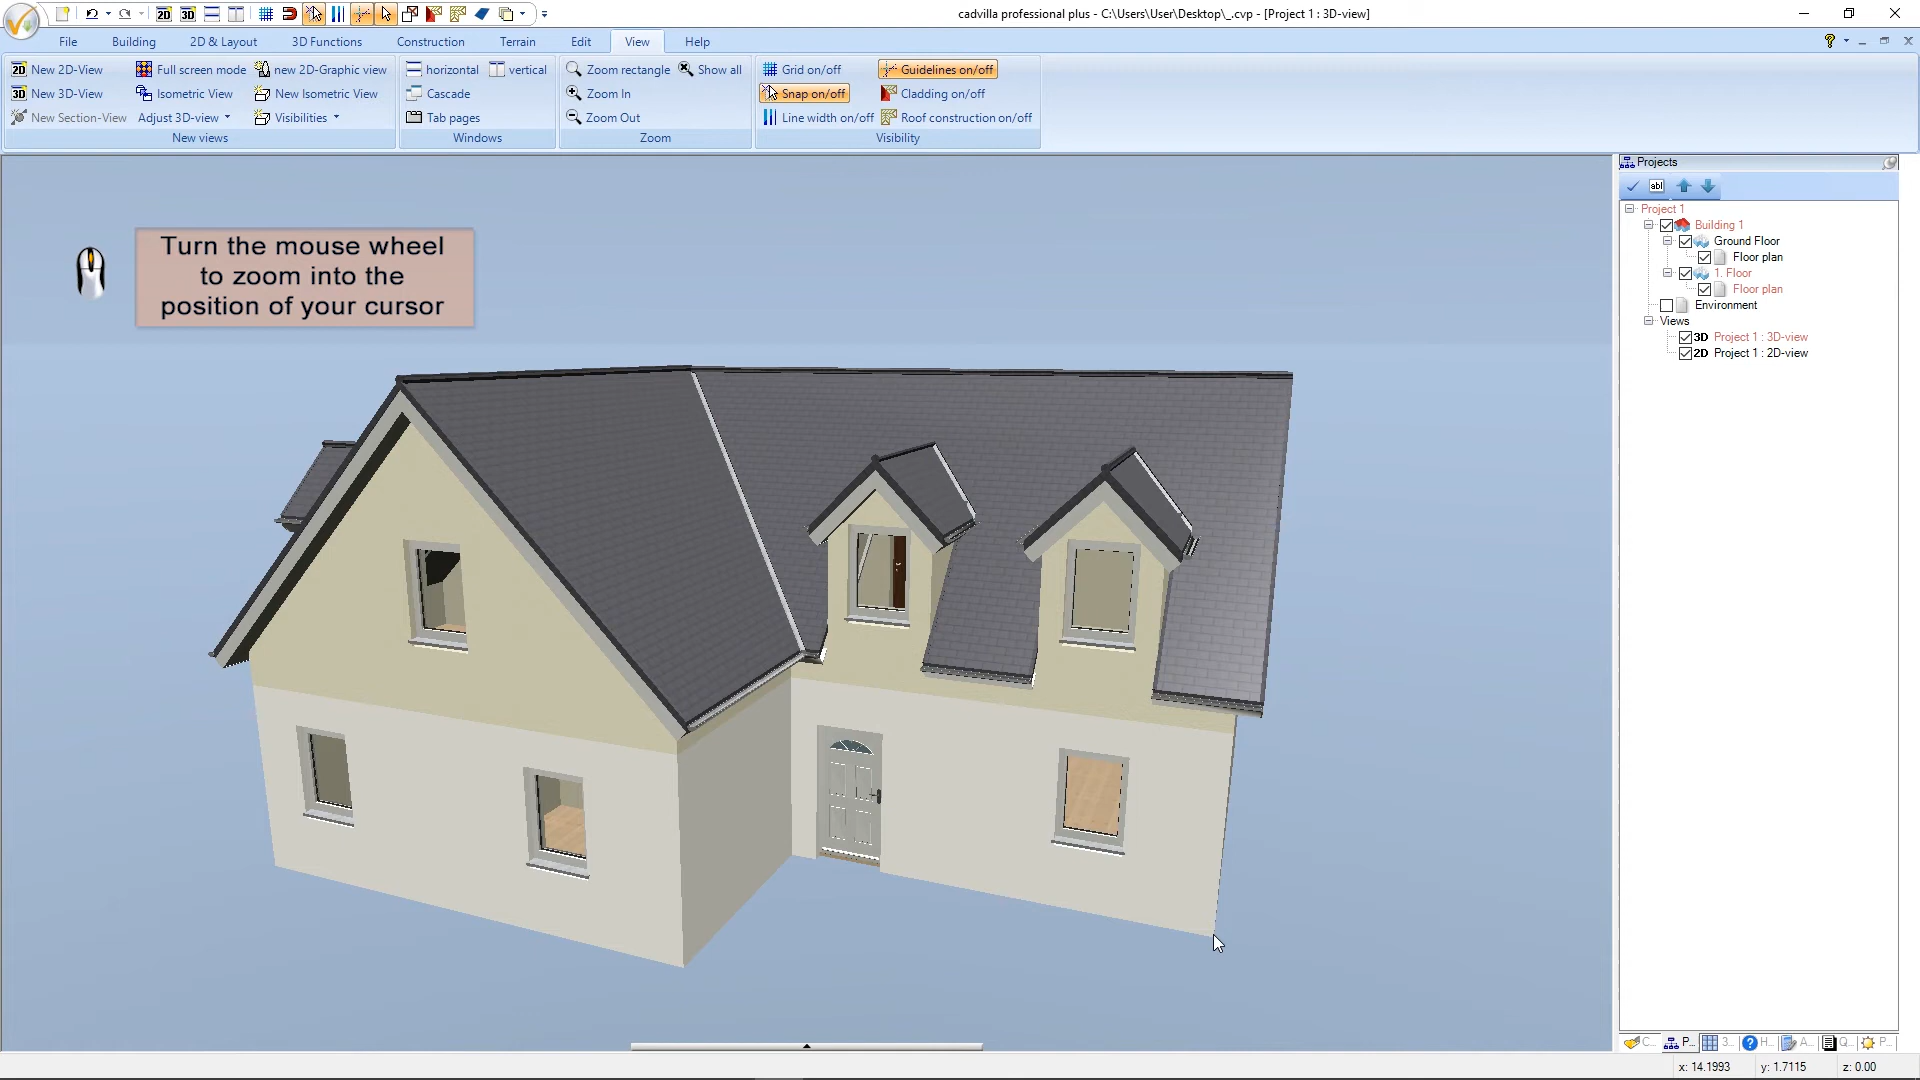 2D 3D cadvilla professional plus - C:\Users\User\Desktop\_.cvp - [Project 1 : 3D-view]
File Building 2D & Layout 3D Functions Construction Terrain Edit View Help
2D New 2D-View Full screen mode new 2D-Graphic view horizontal vertical Zoom rectangle Show all Grid on/off Guidelines on/off
3D New 3D-View Isometric View New Isometric View Cascade Zoom In Snap on/off Cladding on/off
New Section-View Adjust 3D-view Visibilities Tab pages Zoom Out Line width on/off Roof construction on/off
New views Windows Zoom Visibility
Projects
abl
Project 1
Building 1
Ground Floor
Floor plan
1. Floor
Floor plan
Environment
Views
3D Project 1 : 3D-view
2D Project 1 : 2D-view
Turn the mouse wheel
to zoom into the
position of your cursor
C... P... 3... H... A... Q... P...
x: 14.1993 y: 1.7115 z: 0.00